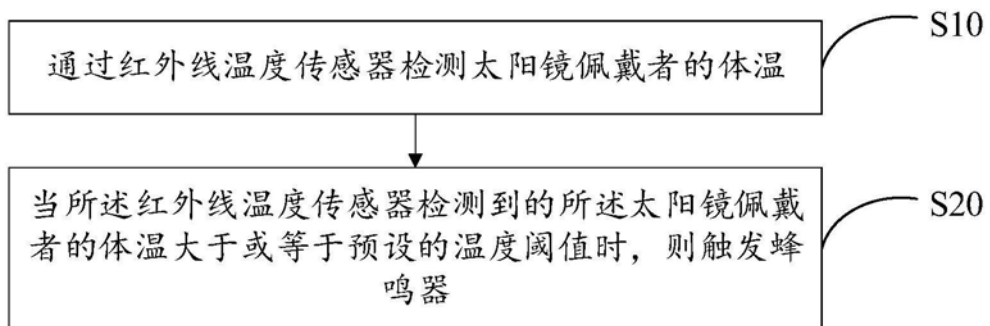 通过红外线温度传感器检测太阳镜佩戴者的体温
S10
当所述红外线温度传感器检测到的所述太阳镜佩戴
者的体温大于或等于预设的温度阈值时，则触发蜂
鸣器
S20